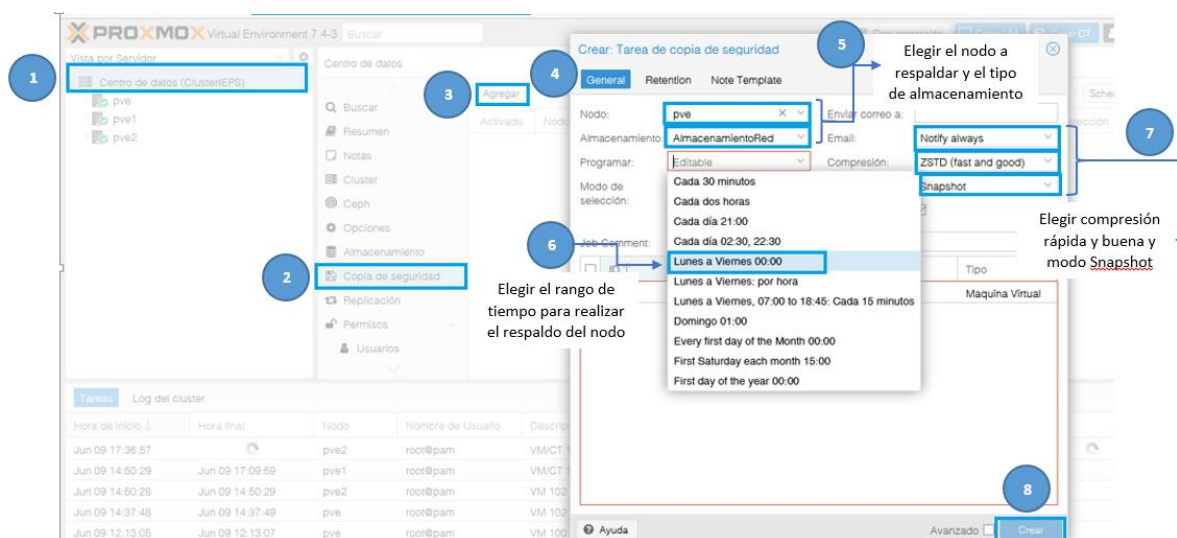 PROXMOX Virtual Environment 7.4-3 Buscar
Vista por Servidor
Centro de datos (ClusterIEPS)
pve
pve1
pve2
1
Centro de datos
Buscar
Resumen
Notas
Cluster
Ceph
Opciones
Almacenamiento
Copia de seguridad
Replicación
Permisos
Usuarios
2
3
Agregar
Activado Nodo
4
Crear: Tarea de copia de seguridad
General Retention Note Template
5
Elegir el nodo a
respaldar y el tipo
de almacenamiento
Nodo: pve
Enviar correo a:
Almacenamiento: AlmacenamientoRed
Email: Notify always
Programar: Editable
Compresión: ZSTD (fast and good)
Modo de
selección:
Snapshot
Job Comment:
Cada 30 minutos
Cada dos horas
Cada día 21:00
Cada día 02:30, 22:30
Lunes a Viernes 00:00
Lunes a Viernes: por hora
Lunes a Viernes, 07:00 to 18:45: Cada 15 minutos
Domingo 01:00
Every first day of the Month 00:00
First Saturday each month 15:00
First day of the year 00:00
6
Elegir el rango de
tiempo para realizar
el respaldo del nodo
7
Elegir compresión
rápida y buena y
modo Snapshot
Tipo
Maquina Virtual
8
Ayuda
Avanzado
Crear
Tareas Log del cluster
Hora de Inicio Hora final Nodo Nombre de Usuario
Jun 09 17:36:57 pve2 root@pam VM/CT
Jun 09 14:50:29 Jun 09 17:09:59 pve1 root@pam VM/CT
Jun 09 14:50:28 Jun 09 14:50:29 pve2 root@pam VM 102
Jun 09 14:37:48 Jun 09 14:37:49 pve root@pam VM 102
Jun 09 12:13:05 Jun 09 12:13:07 pve root@pam VM 100